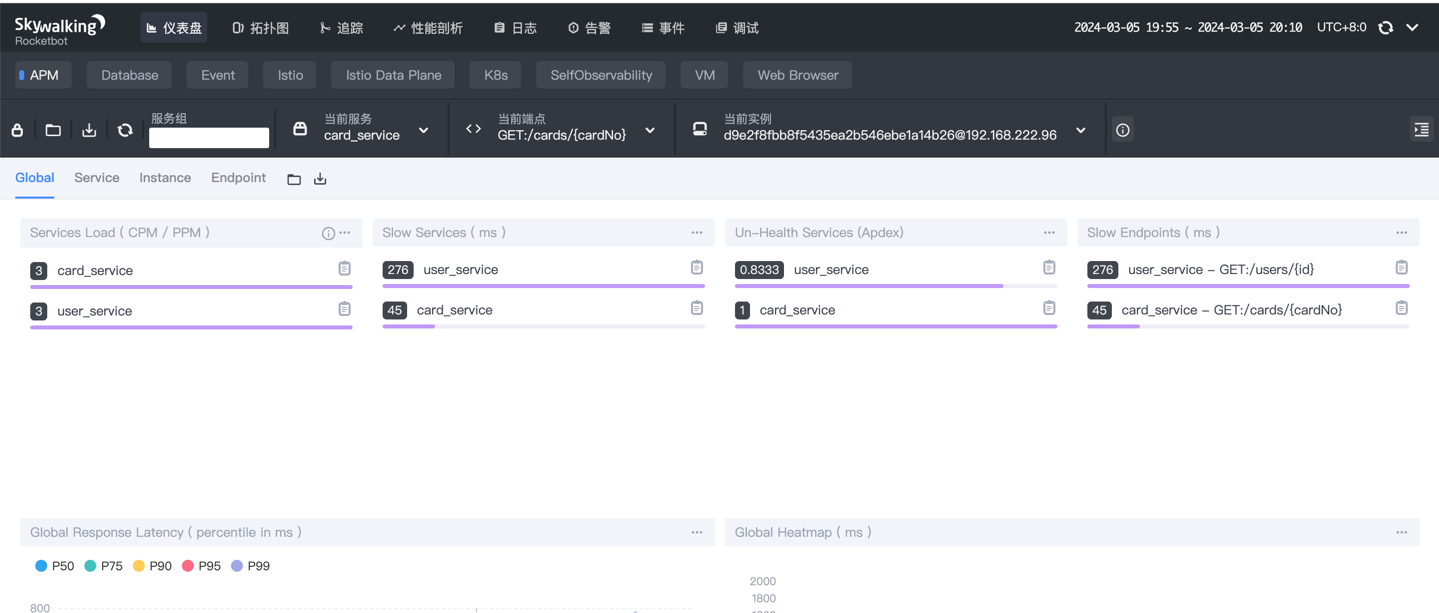 Skywalking
Rocketbot
仪表盘 拓扑图 追踪 性能剖析 日志 告警 事件 调试
2024-03-05 19:55 ~ 2024-03-05 20:10 UTC+8:0
APM Database Event Istio Istio Data Plane K8s SelfObservability VM Web Browser
服务组 当前服务 当前端点 当前实例
card_service GET:/cards/{cardNo} d9e2f8fbb8f5435ea2b546ebe1a14b26@192.168.222.96
Global Service Instance Endpoint
Services Load ( CPM / PPM )
3 card_service
3 user_service
Slow Services ( ms )
276 user_service
45 card_service
Un-Health Services (Apdex)
0.8333 user_service
1 card_service
Slow Endpoints ( ms )
276 user_service - GET:/users/{id}
45 card_service - GET:/cards/{cardNo}
Global Response Latency ( percentile in ms )
P50 P75 P90 P95 P99
800
Global Heatmap ( ms )
2000
1800